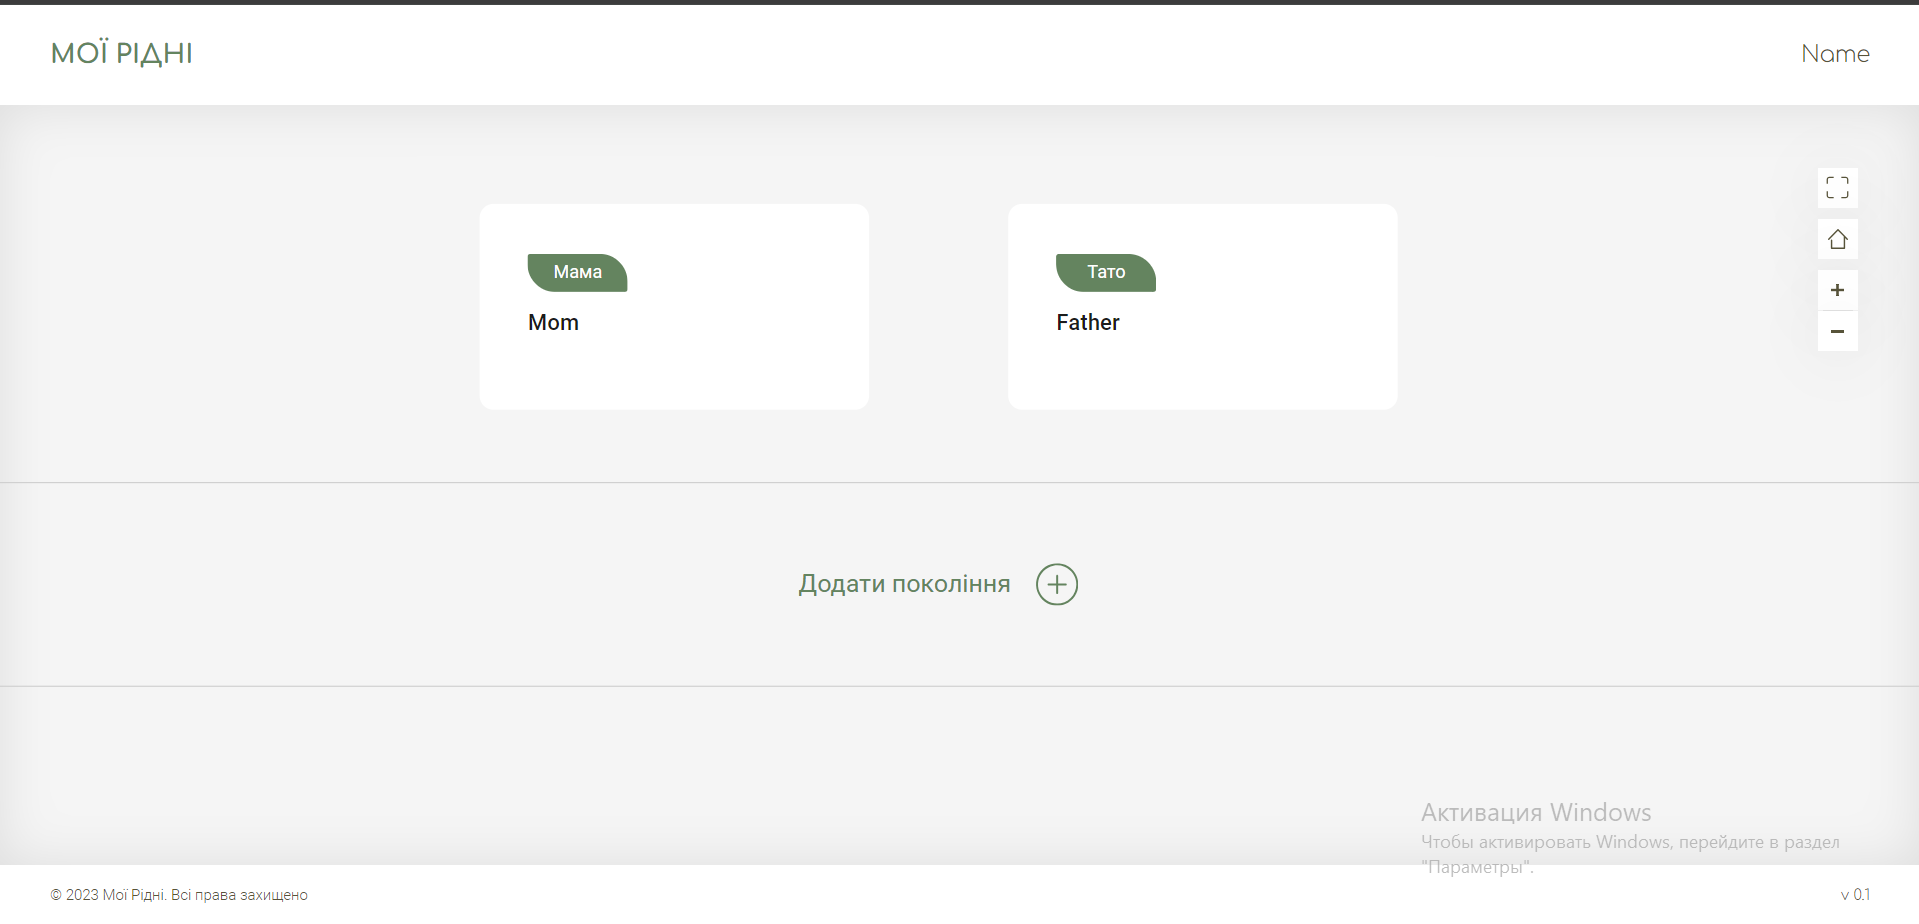 МОЇ РІДНІ
Name
Мама
Mom
Тато
Father
Додати покоління
Активация Windows
Чтобы активировать Windows, перейдите в раздел
"Параметры".
© 2023 Мої Рідні. Всі права захищено
v 0.1